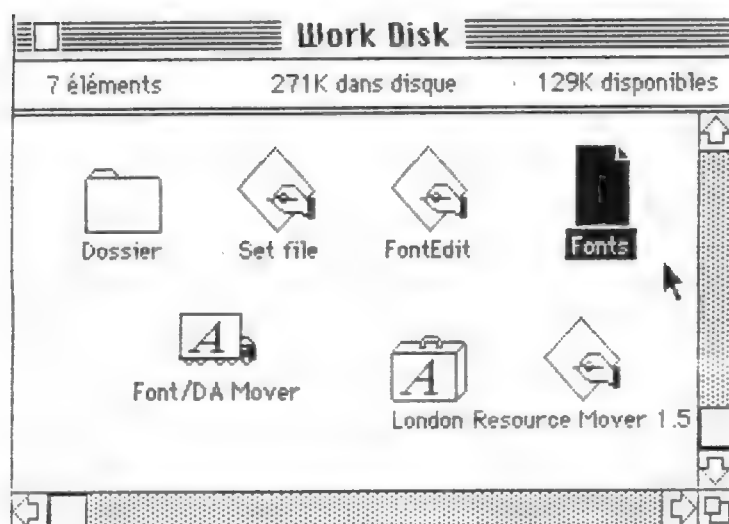 Work Disk
7 éléments 271K dans disque 129K disponibles
Dossier Set file FontEdit Fonts
A
Font/DA Mover
A
London Resource Mover 1.5